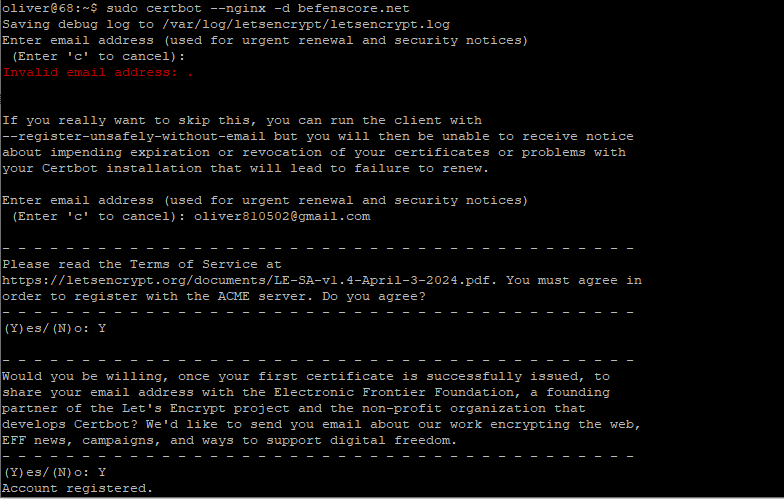 oliver@68:~$ sudo certbot --nginx -d befenscore.net
Saving debug log to /var/log/letsencrypt/letsencrypt.log
Enter email address (used for urgent renewal and security notices)
 (Enter 'c' to cancel):
Invalid email address: .
If you really want to skip this, you can run the client with
--register-unsafely-without-email but you will then be unable to receive notice
about impending expiration or revocation of your certificates or problems with
your Certbot installation that will lead to failure to renew.
Enter email address (used for urgent renewal and security notices)
 (Enter 'c' to cancel): oliver810502@gmail.com
- - - - - - - - - - - - - - - - - - - - - - - - - - - - - - - - - - - - - - - -
Please read the Terms of Service at
https://letsencrypt.org/documents/LE-SA-v1.4-April-3-2024.pdf. You must agree in
order to register with the ACME server. Do you agree?
- - - - - - - - - - - - - - - - - - - - - - - - - - - - - - - - - - - - - - - -
(Y)es/(N)o: Y
- - - - - - - - - - - - - - - - - - - - - - - - - - - - - - - - - - - - - - - -
Would you be willing, once your first certificate is successfully issued, to
share your email address with the Electronic Frontier Foundation, a founding
partner of the Let's Encrypt project and the non-profit organization that
develops Certbot? We'd like to send you email about our work encrypting the web,
EFF news, campaigns, and ways to support digital freedom.
- - - - - - - - - - - - - - - - - - - - - - - - - - - - - - - - - - - - - - - -
(Y)es/(N)o: Y
Account registered.